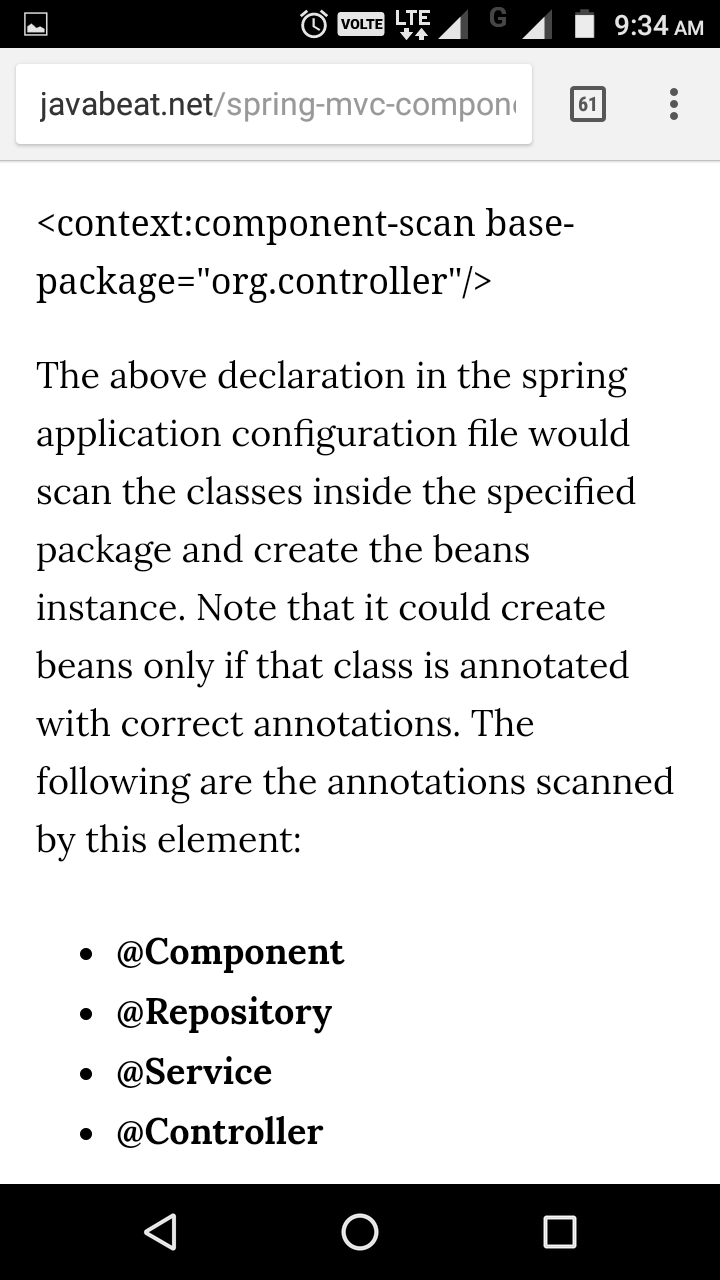 VOLTE LTE G 9:34 AM
javabeat.net/spring-mvc-compon
61
<context:component-scan base-
package="org.controller"/>
The above declaration in the spring
application configuration file would
scan the classes inside the specified
package and create the beans
instance. Note that it could create
beans only if that class is annotated
with correct annotations. The
following are the annotations scanned
by this element:
• @Component
• @Repository
• @Service
• @Controller